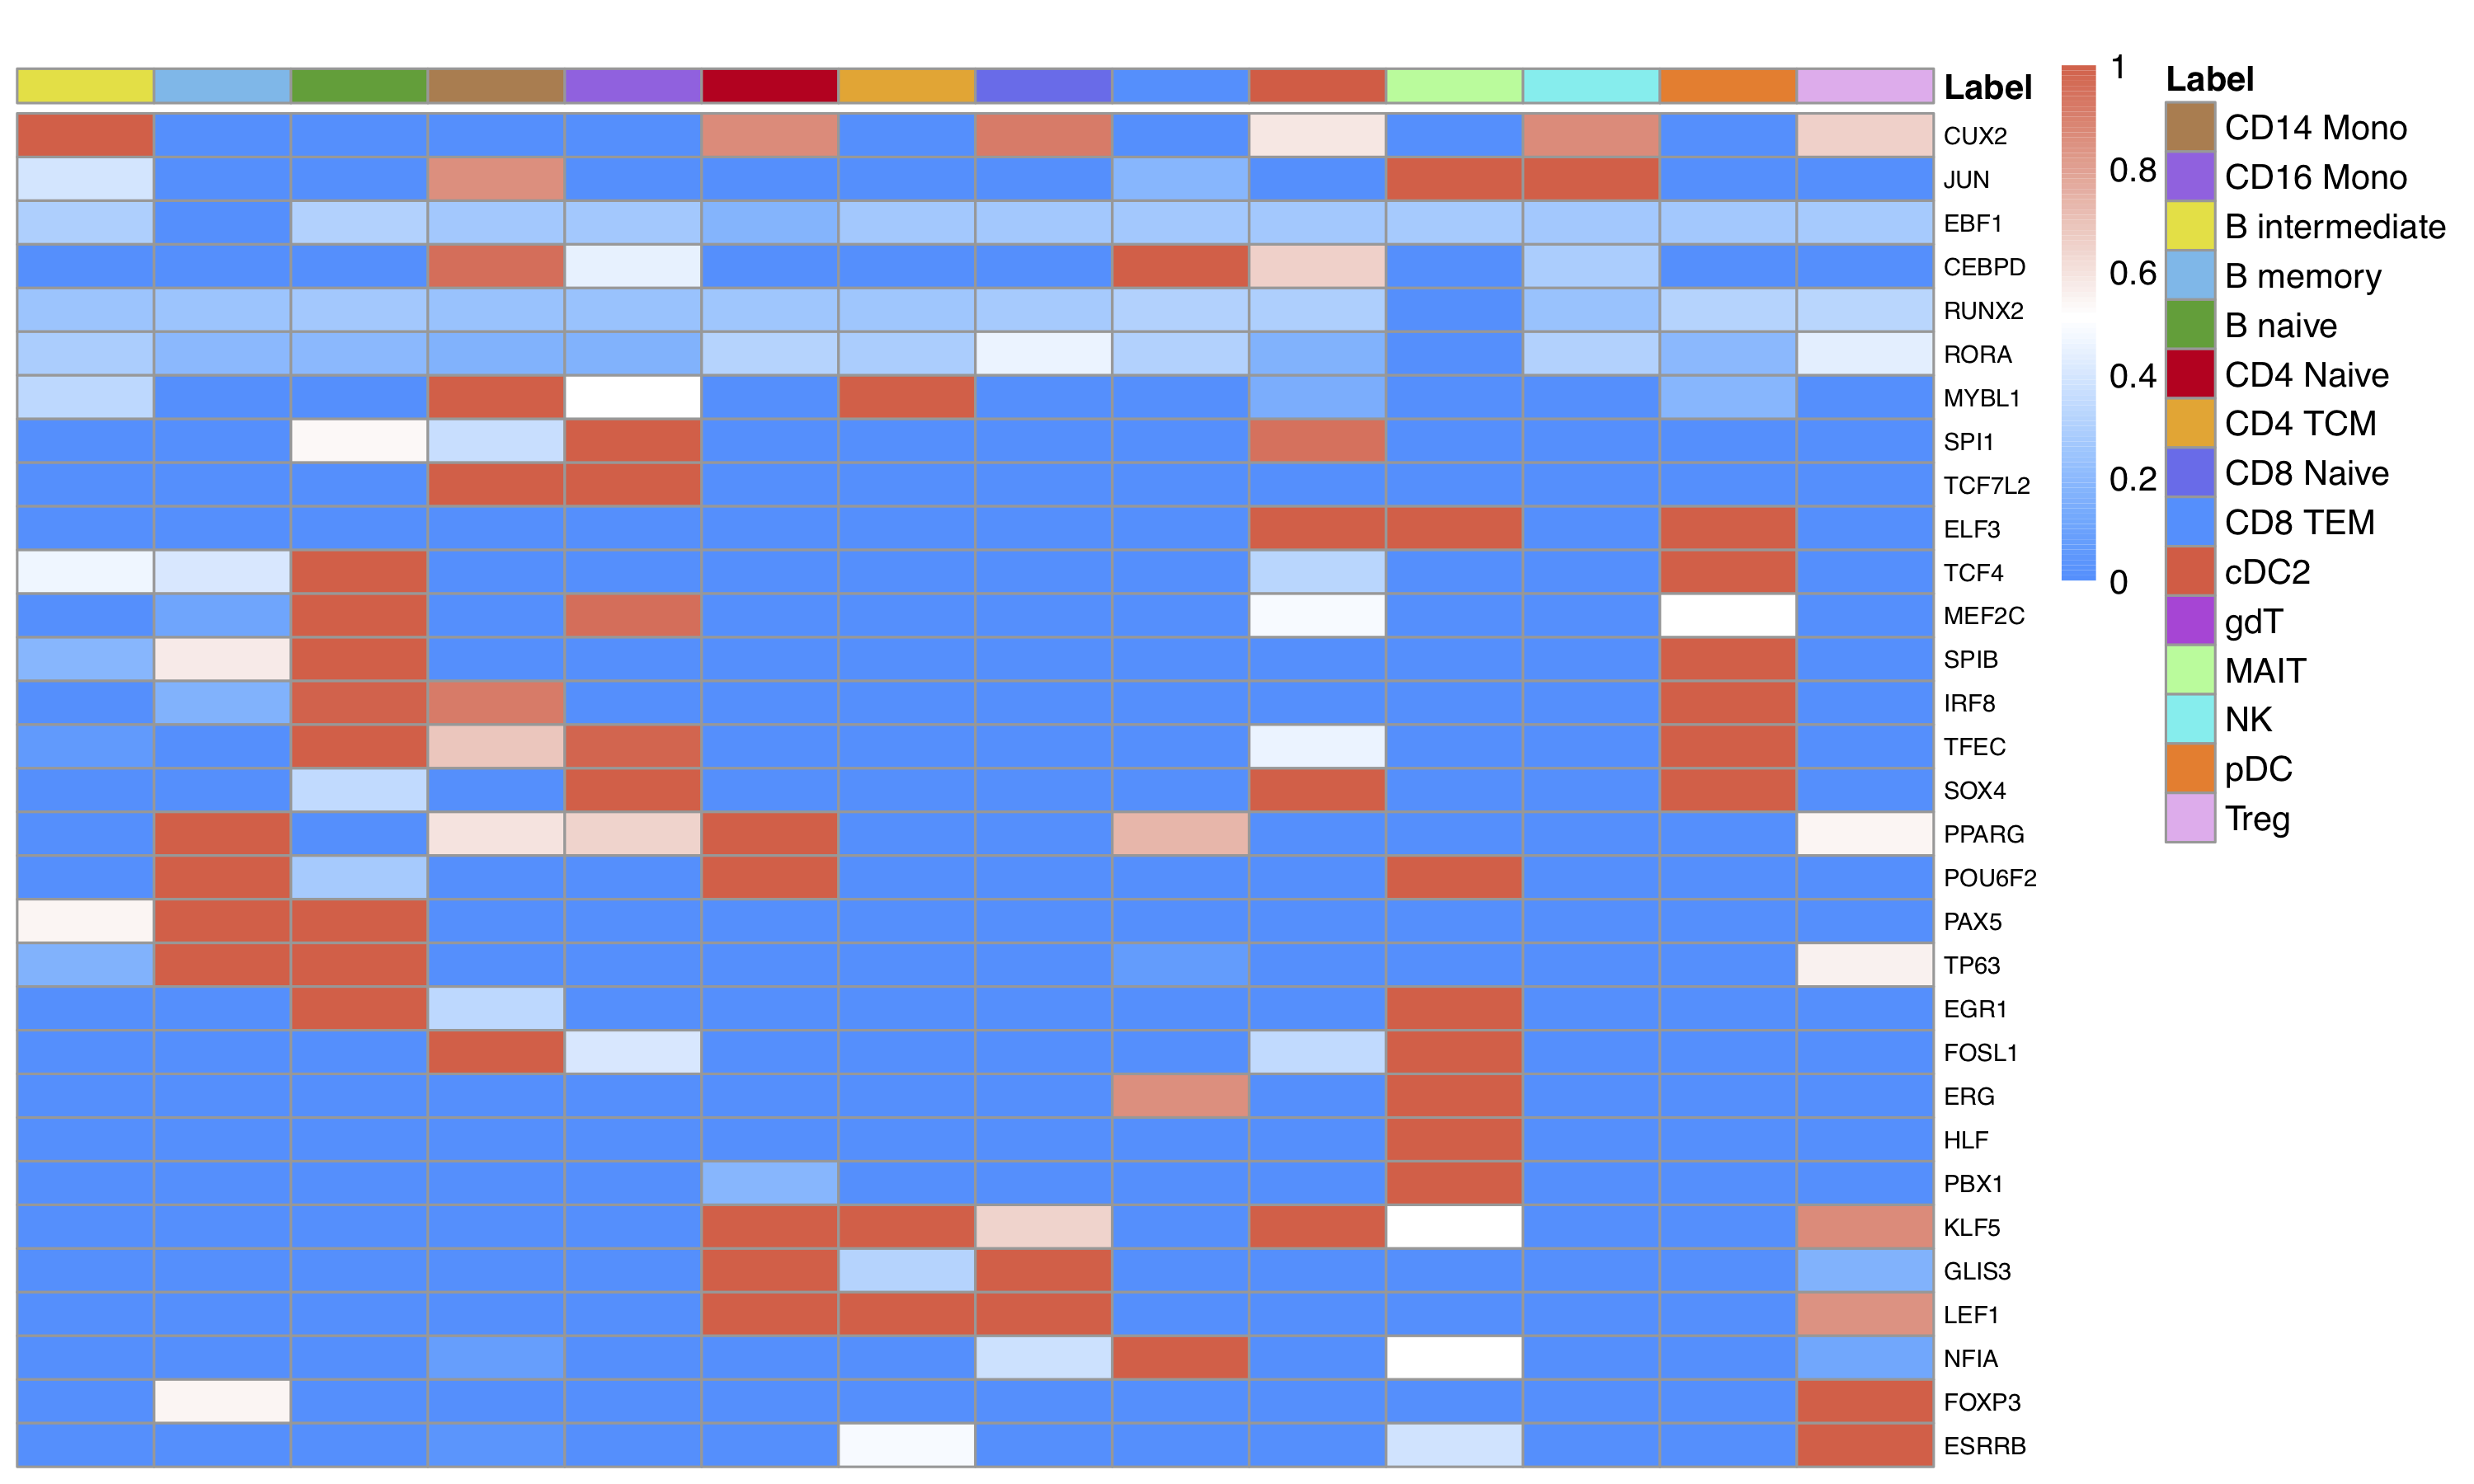 Label
CUX2
JUN
EBF1
CEBPD
RUNX2
RORA
MYBL1
SPI1
TCF7L2
ELF3
TCF4
MEF2C
SPIB
IRF8
TFEC
SOX4
PPARG
POU6F2
PAX5
TP63
EGR1
FOSL1
ERG
HLF
PBX1
KLF5
GLIS3
LEF1
NFIA
FOXP3
ESRRB
1
0.8
0.6
0.4
0.2
0
Label
CD14 Mono
CD16 Mono
B intermediate
B memory
B naive
CD4 Naive
CD4 TCM
CD8 Naive
CD8 TEM
cDC2
gdT
MAIT
NK
pDC
Treg